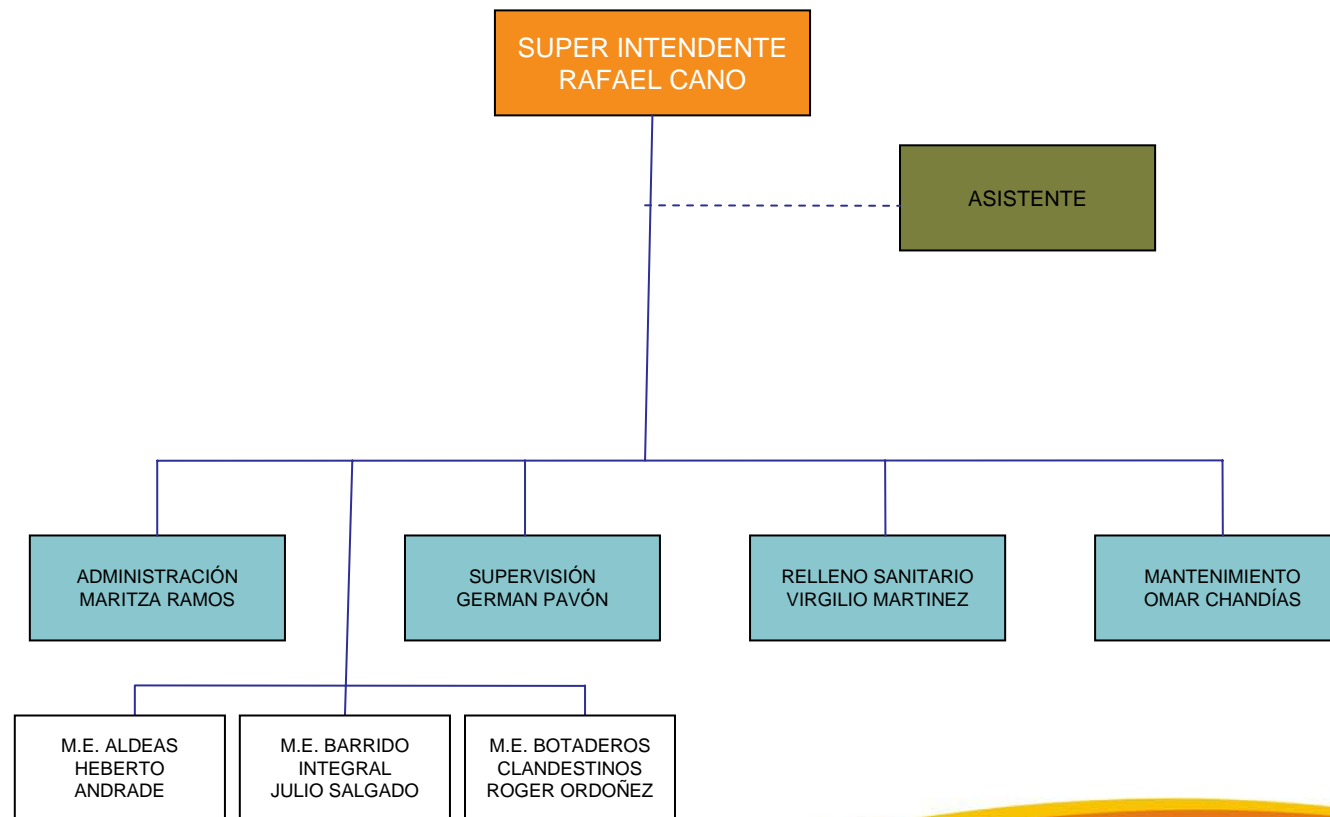 SUPER INTENDENTE
RAFAEL CANO
ASISTENTE
ADMINISTRACIÓN
MARITZA RAMOS
SUPERVISIÓN
GERMAN PAVÓN
RELLENO SANITARIO
VIRGILIO MARTINEZ
MANTENIMIENTO
OMAR CHANDÍAS
M.E. ALDEAS
HEBERTO
ANDRADE
M.E. BARRIDO
INTEGRAL
JULIO SALGADO
M.E. BOTADEROS
CLANDESTINOS
ROGER ORDOÑEZ